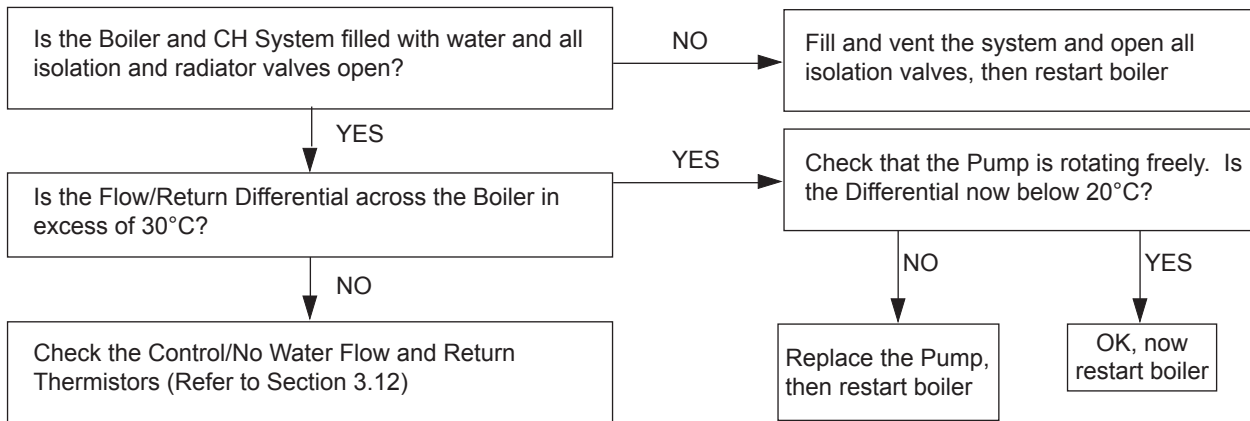 Is the Boiler and CH System filled with water and all
isolation and radiator valves open?
NO
Fill and vent the system and open all
isolation valves, then restart boiler
YES
Is the Flow/Return Differential across the Boiler in
excess of 30°C?
YES
Check that the Pump is rotating freely.  Is
the Differential now below 20°C?
NO
Check the Control/No Water Flow and Return
Thermistors (Refer to Section 3.12)
NO
Replace the Pump,
then restart boiler
YES
OK, now
restart boiler